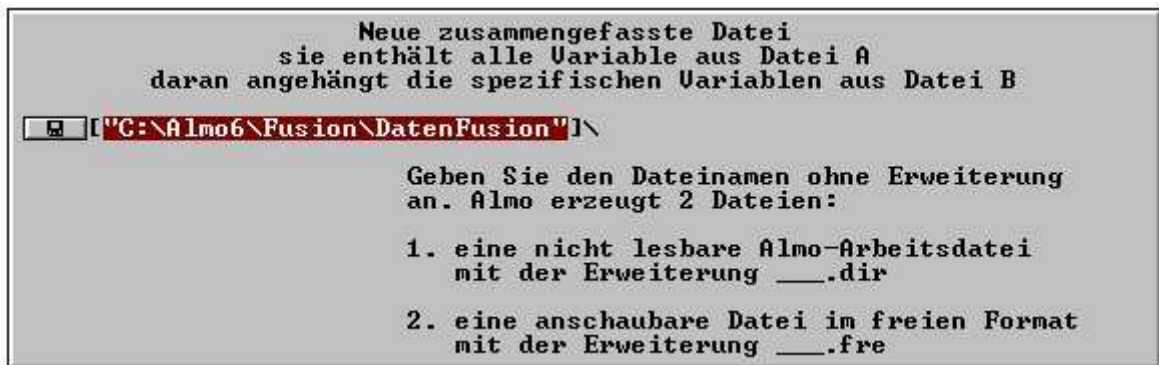 Neue zusammengefasste Datei
sie enthält alle Variable aus Datei A
daran angehängt die spezifischen Variablen aus Datei B
["C:\Almo6\Fusion\DatenFusion"]\
Geben Sie den Dateinamen ohne Erweiterung
an. Almo erzeugt 2 Dateien:
1. eine nicht lesbare Almo-Arbeitsdatei
mit der Erweiterung ___.dir
2. eine anschaubare Datei im freien Format
mit der Erweiterung ___.fre